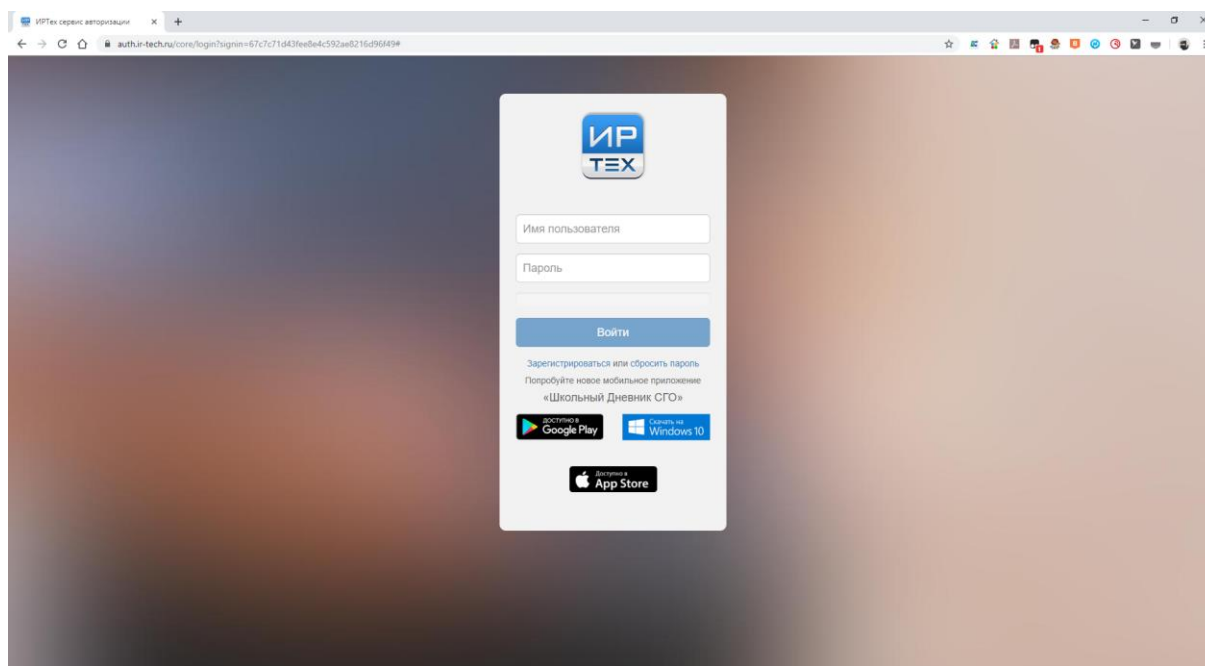 ИРТех сервис авторизации
auth.ir-tech.ru/core/login?signin=67c7c71d43fee8e4c592ae8216d96f49#
ИР
ТЕХ
Имя пользователя
Пароль
Войти
Зарегистрироваться или сбросить пароль
Попробуйте новое мобильное приложение
«Школьный Дневник СГО»
ДОСТУПНО В
Google Play
Скачать на
Windows 10
Доступно в
App Store